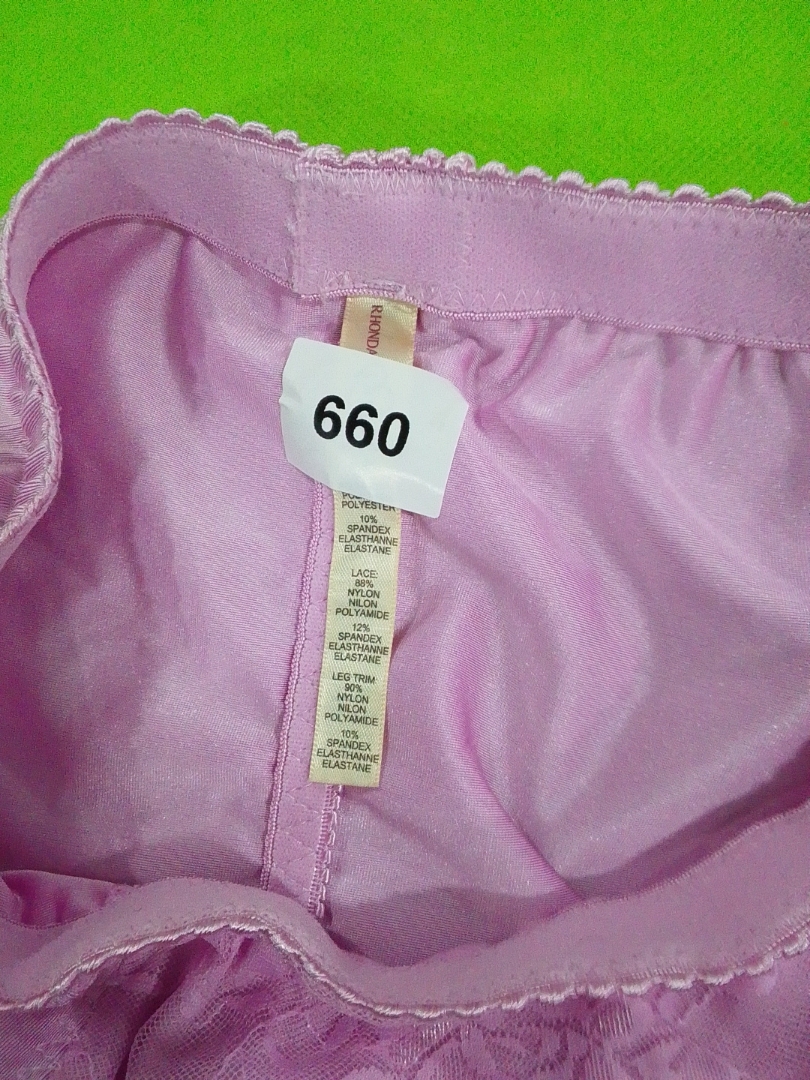 RHONDA
660
POLYESTER
10%
SPANDEX
ELASTHANNE
ELASTANE
LACE:
88%
NYLON
NILON
POLYAMIDE
12%
SPANDEX
ELASTHANNE
ELASTANE
LEG TRIM
90%
NYLON
NILON
POLYAMIDE
10%
SPANDEX
ELASTHANNE
ELASTANE